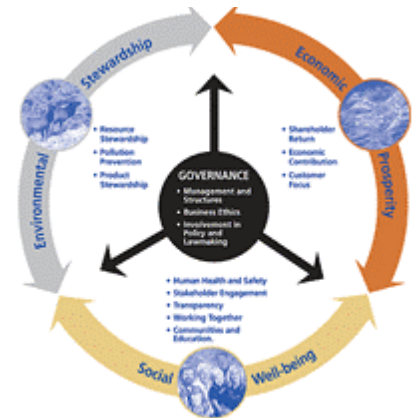 Environmental Stewardship
Economic Prosperity
• Resource
Stewardship
• Pollution
Prevention
• Product
Stewardship
• Shareholder
Return
• Economic
Contribution
• Customer
Focus
GOVERNANCE
• Management and
Structures
• Business Ethics
• Involvement in
Policy and
Lawmaking
• Human Health and Safety
• Stakeholder Engagement
• Transparency
• Working Together
• Communities and
Education.
Social Well-being